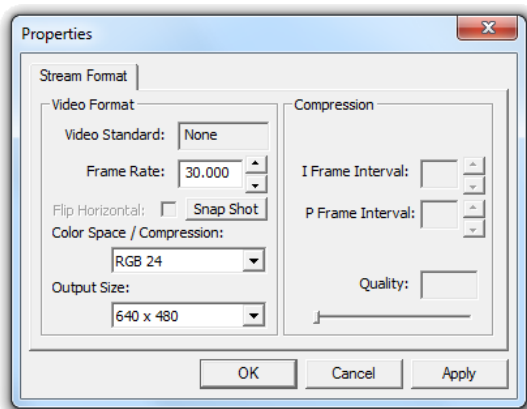 Properties
Stream Format
Video Format
Video Standard: None
Frame Rate: 30.000
Flip Horizontal: Snap Shot
Color Space / Compression:
RGB 24
Output Size:
640 x 480
Compression
I Frame Interval:
P Frame Interval:
Quality:
OK Cancel Apply